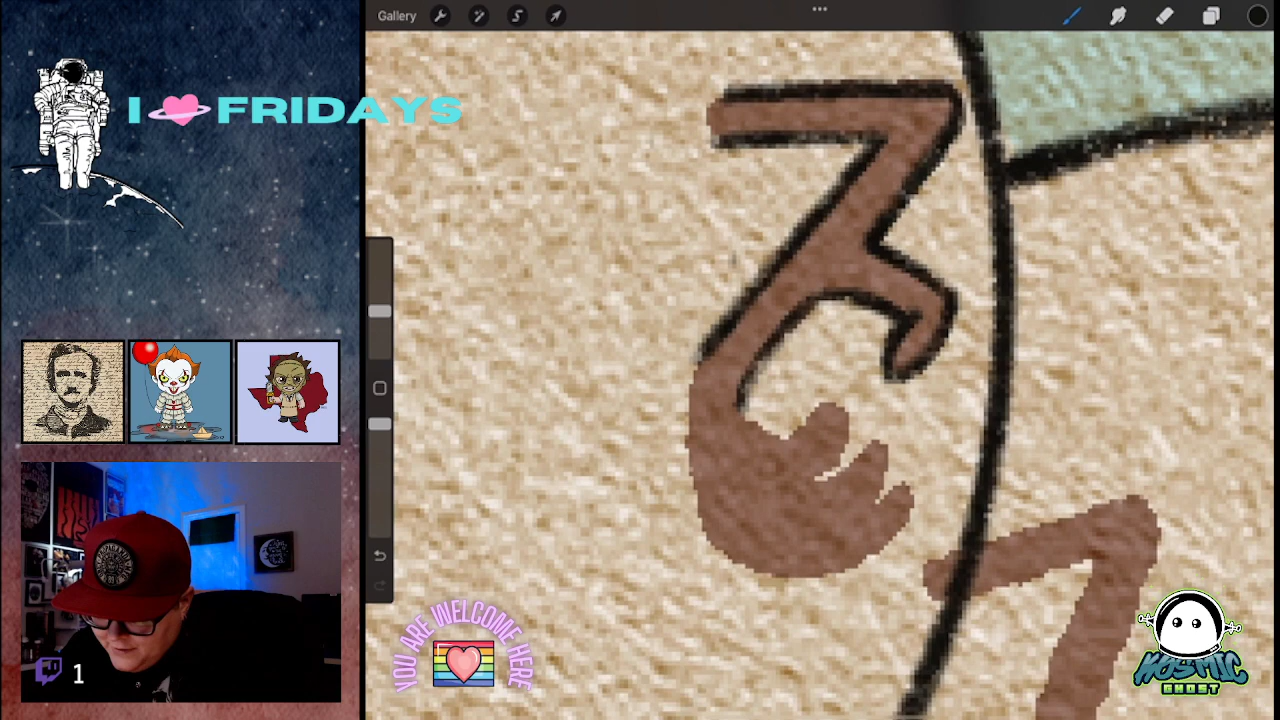 Gallery
I FRIDAYS
1
YOU ARE WELCOME HERE
KOSMIC
GHOST